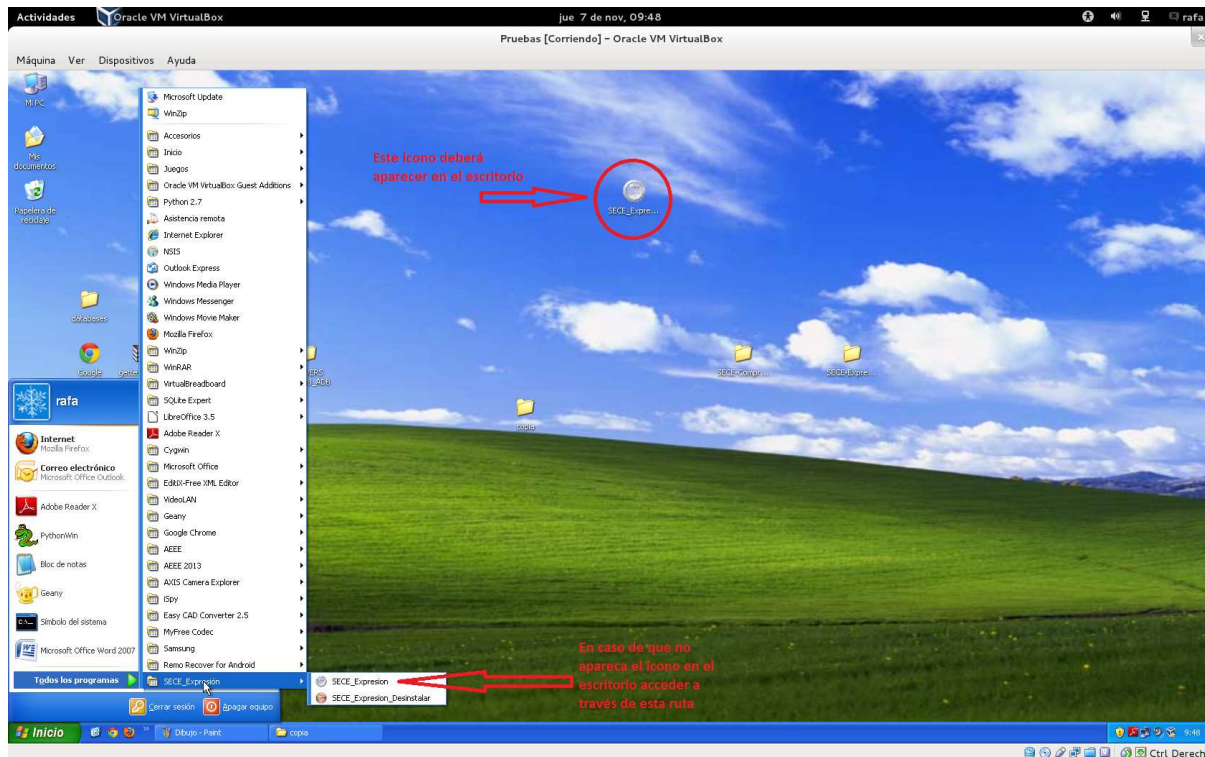 Actividades
Oracle VM VirtualBox
jue 7 de nov, 09:48
rafa
Pruebas [Corriendo] - Oracle VM VirtualBox
Máquina Ver Dispositivos Ayuda
Mi PC
Mis
documentos
Papelera de
reciclaje
databases
Google
Microsoft Update
WinZip
Accesorios
Inicio
Juegos
Oracle VM VirtualBox Guest Additions
Python 2.7
Asistencia remota
Internet Explorer
NSIS
Outlook Express
Windows Media Player
Windows Messenger
Windows Movie Maker
Mozilla Firefox
WinZip
WinRAR
VirtualBreadboard
SQLite Expert
LibreOffice 3.5
Adobe Reader X
Cygwin
Microsoft Office
EditiX-Free XML Editor
VideoLAN
Geany
Google Chrome
AEEE
AEEE 2013
AXIS Camera Explorer
iSpy
Easy CAD Converter 2.5
MyFree Codec
Samsung
Remo Recover for Android
SECE_Expresión
SECE_Expresion
SECE_Expresion_Desinstalar
Este ícono deberá
aparecer en el escritorio
SECE_Expre...
SECE-Comp...
SECE-Expre...
copia
rafa
Internet
Mozilla Firefox
Correo electrónico
Microsoft Office Outlook
Adobe Reader X
PythonWin
Bloc de notas
Geany
Símbolo del sistema
Microsoft Office Word 2007
Todos los programas
Cerrar sesión
Apagar equipo
En caso de que no
apareca el ícono en el
escritorio acceder a
través de esta ruta
Inicio
Dibujo - Paint
copia
9:48
Ctrl Derech